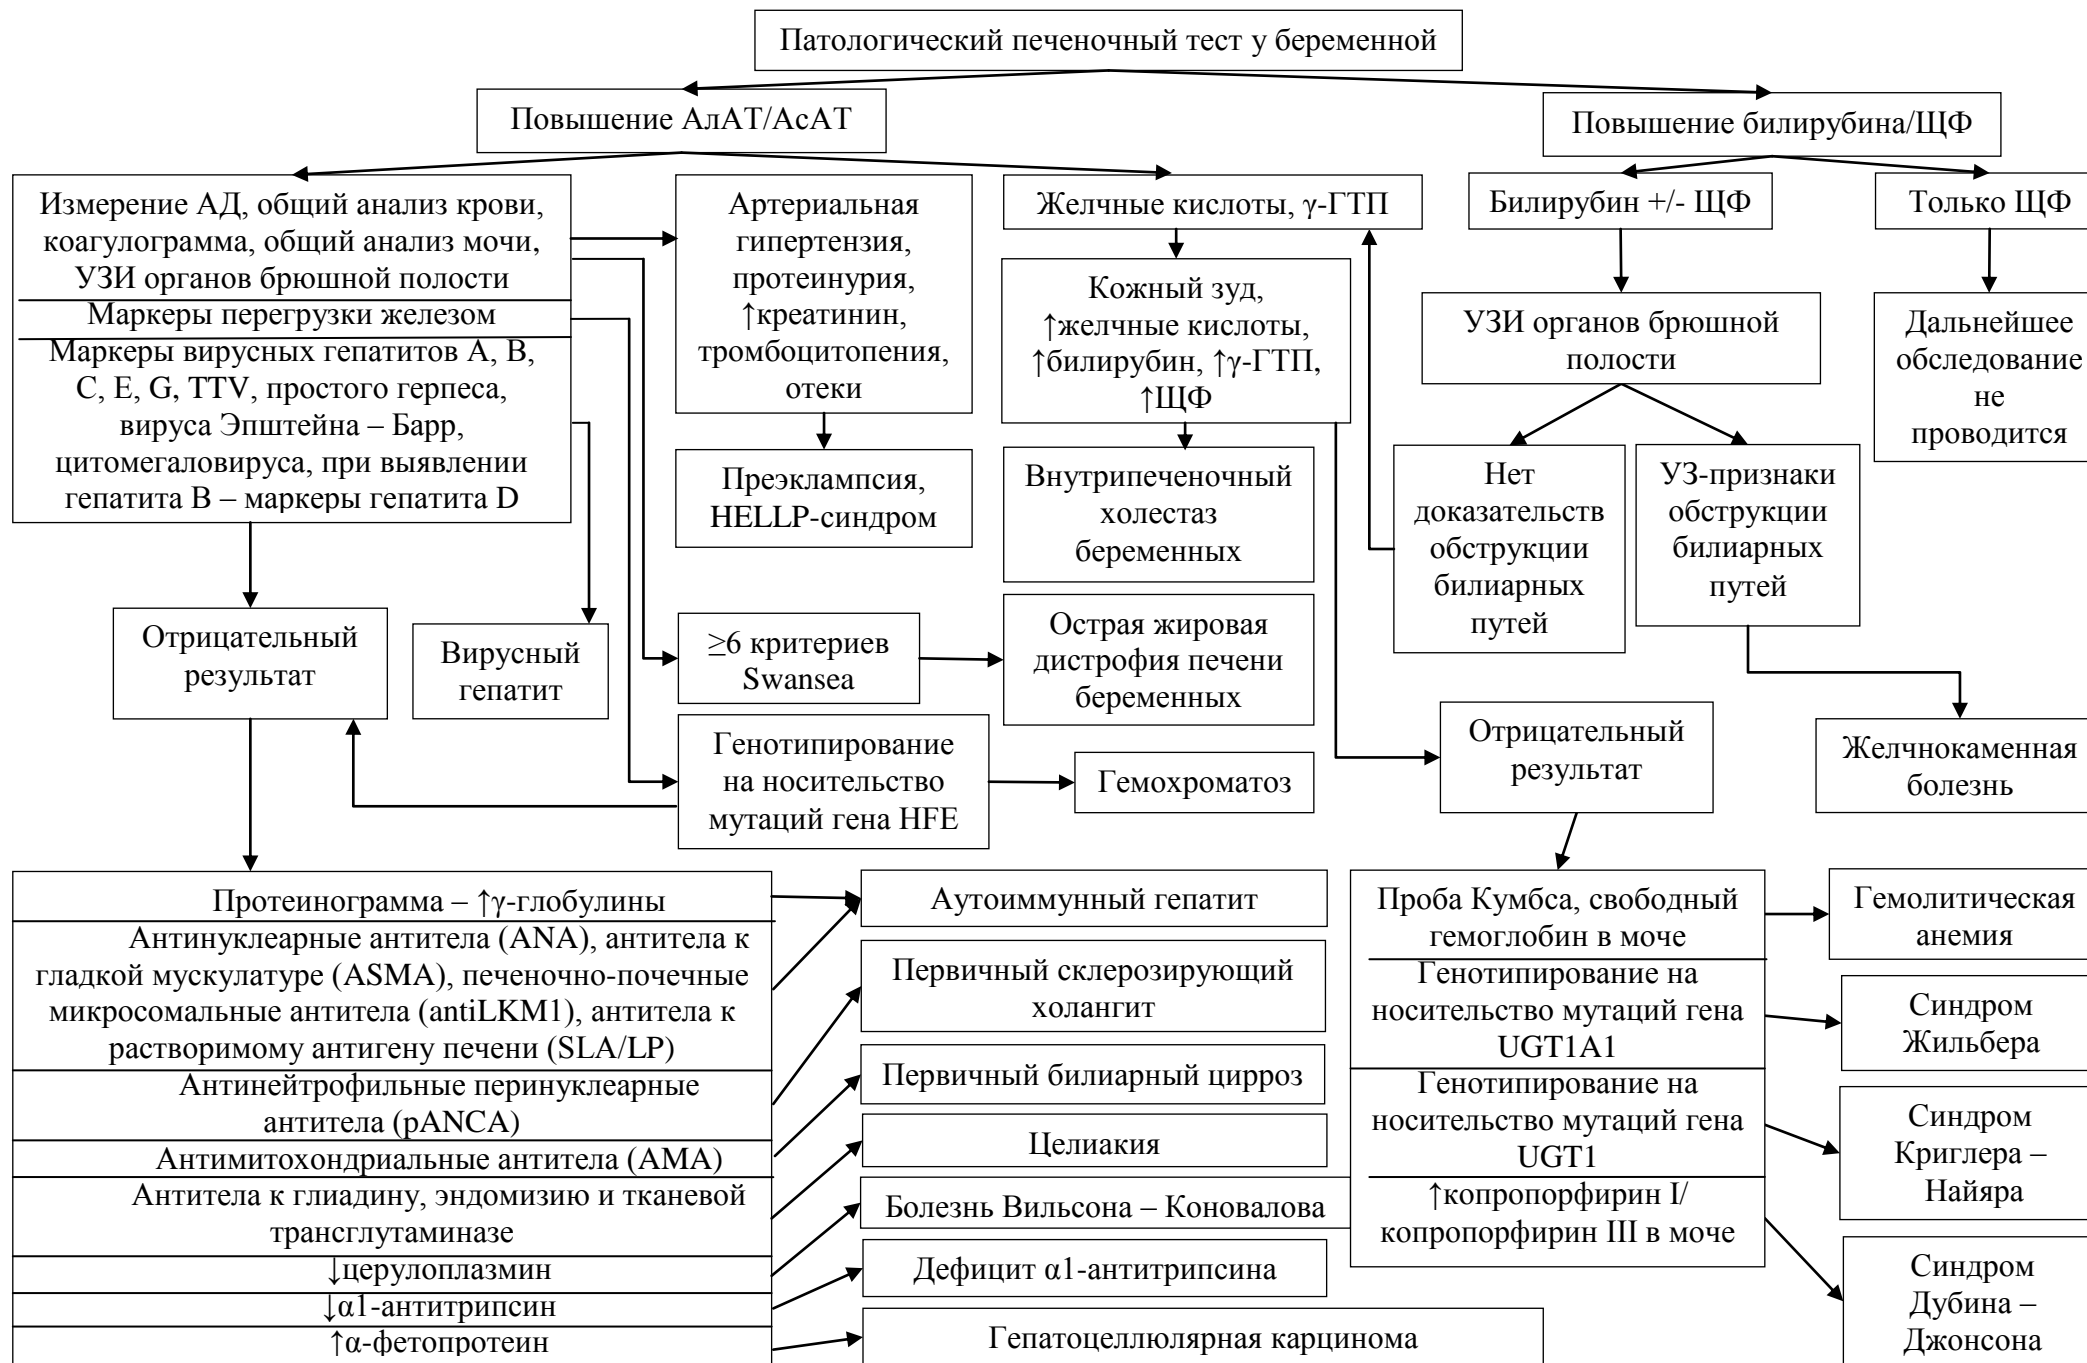 Патологический печеночный тест у беременной
Повышение АлАТ/АсАТ
Повышение билирубина/ЩФ
Измерение АД, общий анализ крови,
коагулограмма, общий анализ мочи,
УЗИ органов брюшной полости
Маркеры перегрузки железом
Маркеры вирусных гепатитов A, B,
C, E, G, TTV, простого герпеса,
вируса Эпштейна – Барр,
цитомегаловируса, при выявлении
гепатита B – маркеры гепатита D
Артериальная
гипертензия,
протеинурия,
↑креатинин,
тромбоцитопения,
отеки
Желчные кислоты, γ-ГТП
Билирубин +/- ЩФ
Только ЩФ
Кожный зуд,
↑желчные кислоты,
↑билирубин, ↑γ-ГТП,
↑ЩФ
УЗИ органов брюшной
полости
Дальнейшее
обследование
не
проводится
Преэклампсия,
HELLP-синдром
Внутрипеченочный
холестаз
беременных
Нет
доказательств
обструкции
билиарных
путей
УЗ-признаки
обструкции
билиарных
путей
Отрицательный
результат
Вирусный
гепатит
≥6 критериев
Swansea
Острая жировая
дистрофия печени
беременных
Генотипирование
на носительство
мутаций гена HFE
Гемохроматоз
Отрицательный
результат
Желчнокаменная
болезнь
Протеинограмма – ↑γ-глобулины
Антинуклеарные антитела (ANA), антитела к
гладкой мускулатуре (ASMA), печеночно-почечные
микросомальные антитела (antiLKM1), антитела к
растворимому антигену печени (SLA/LP)
Антинейтрофильные перинуклеарные
антитела (pANCA)
Антимитохондриальные антитела (AMA)
Антитела к глиадину, эндомизию и тканевой
трансглутаминазе
↓церулоплазмин
↓α1-антитрипсин
↑α-фетопротеин
Аутоиммунный гепатит
Первичный склерозирующий
холангит
Первичный билиарный цирроз
Целиакия
Болезнь Вильсона – Коновалова
Дефицит α1-антитрипсина
Гепатоцеллюлярная карцинома
Проба Кумбса, свободный
гемоглобин в моче
Генотипирование на
носительство мутаций гена
UGT1A1
Генотипирование на
носительство мутаций гена
UGT1
↑копропорфирин I/
копропорфирин III в моче
Гемолитическая
анемия
Синдром
Жильбера
Синдром
Криглера –
Найяра
Синдром
Дубина –
Джонсона